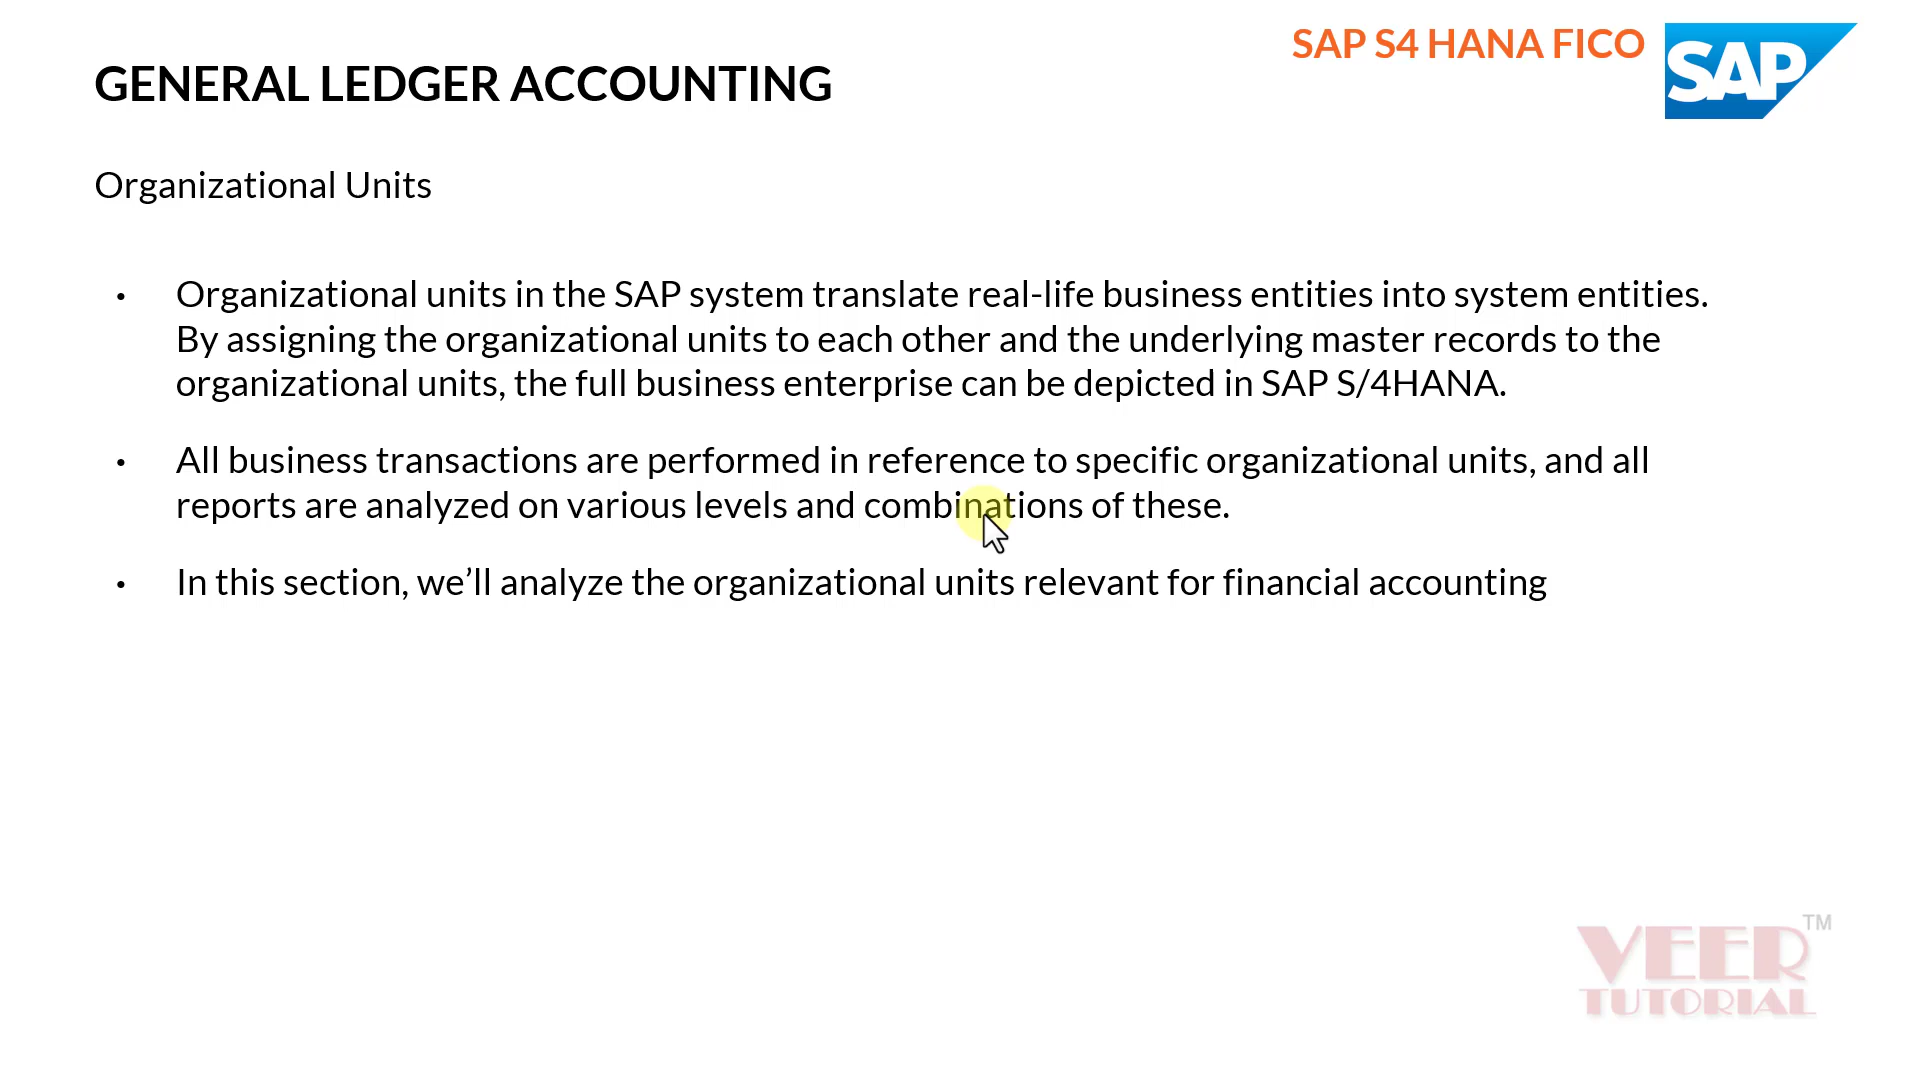 SAP S4 HANA FICO
SAP
GENERAL LEDGER ACCOUNTING
Organizational Units
• Organizational units in the SAP system translate real-life business entities into system entities.
By assigning the organizational units to each other and the underlying master records to the
organizational units, the full business enterprise can be depicted in SAP S/4HANA.
• All business transactions are performed in reference to specific organizational units, and all
reports are analyzed on various levels and combinations of these.
• In this section, we’ll analyze the organizational units relevant for financial accounting
VEER TM
TUTORIAL